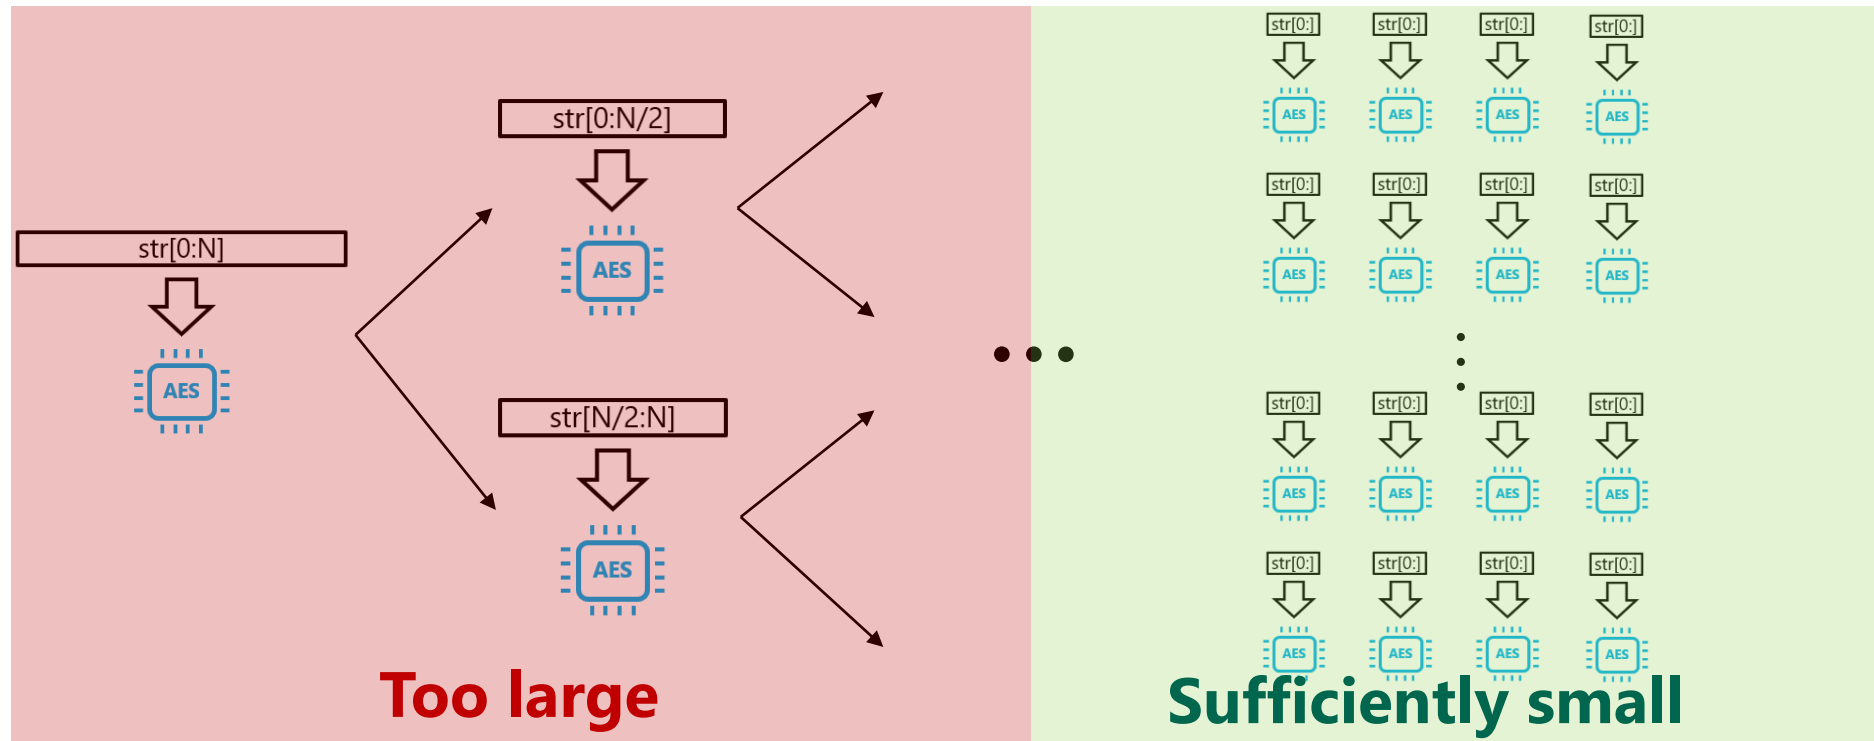 str[0:N]
AES
str[0:N/2]
AES
str[N/2:N]
AES
Too large
str[0:] str[0:] str[0:] str[0:]
AES AES AES AES
str[0:] str[0:] str[0:] str[0:]
AES AES AES AES
str[0:] str[0:] str[0:] str[0:]
AES AES AES AES
str[0:] str[0:] str[0:] str[0:]
AES AES AES AES
Sufficiently small